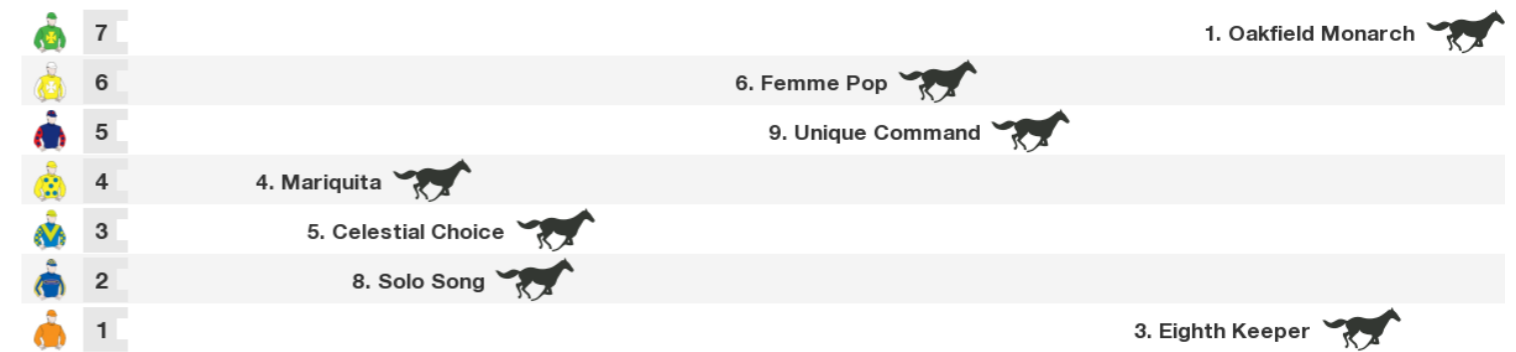 7 1. Oakfield Monarch
6 6. Femme Pop
5 9. Unique Command
4 4. Mariquita
3 5. Celestial Choice
2 8. Solo Song
1 3. Eighth Keeper